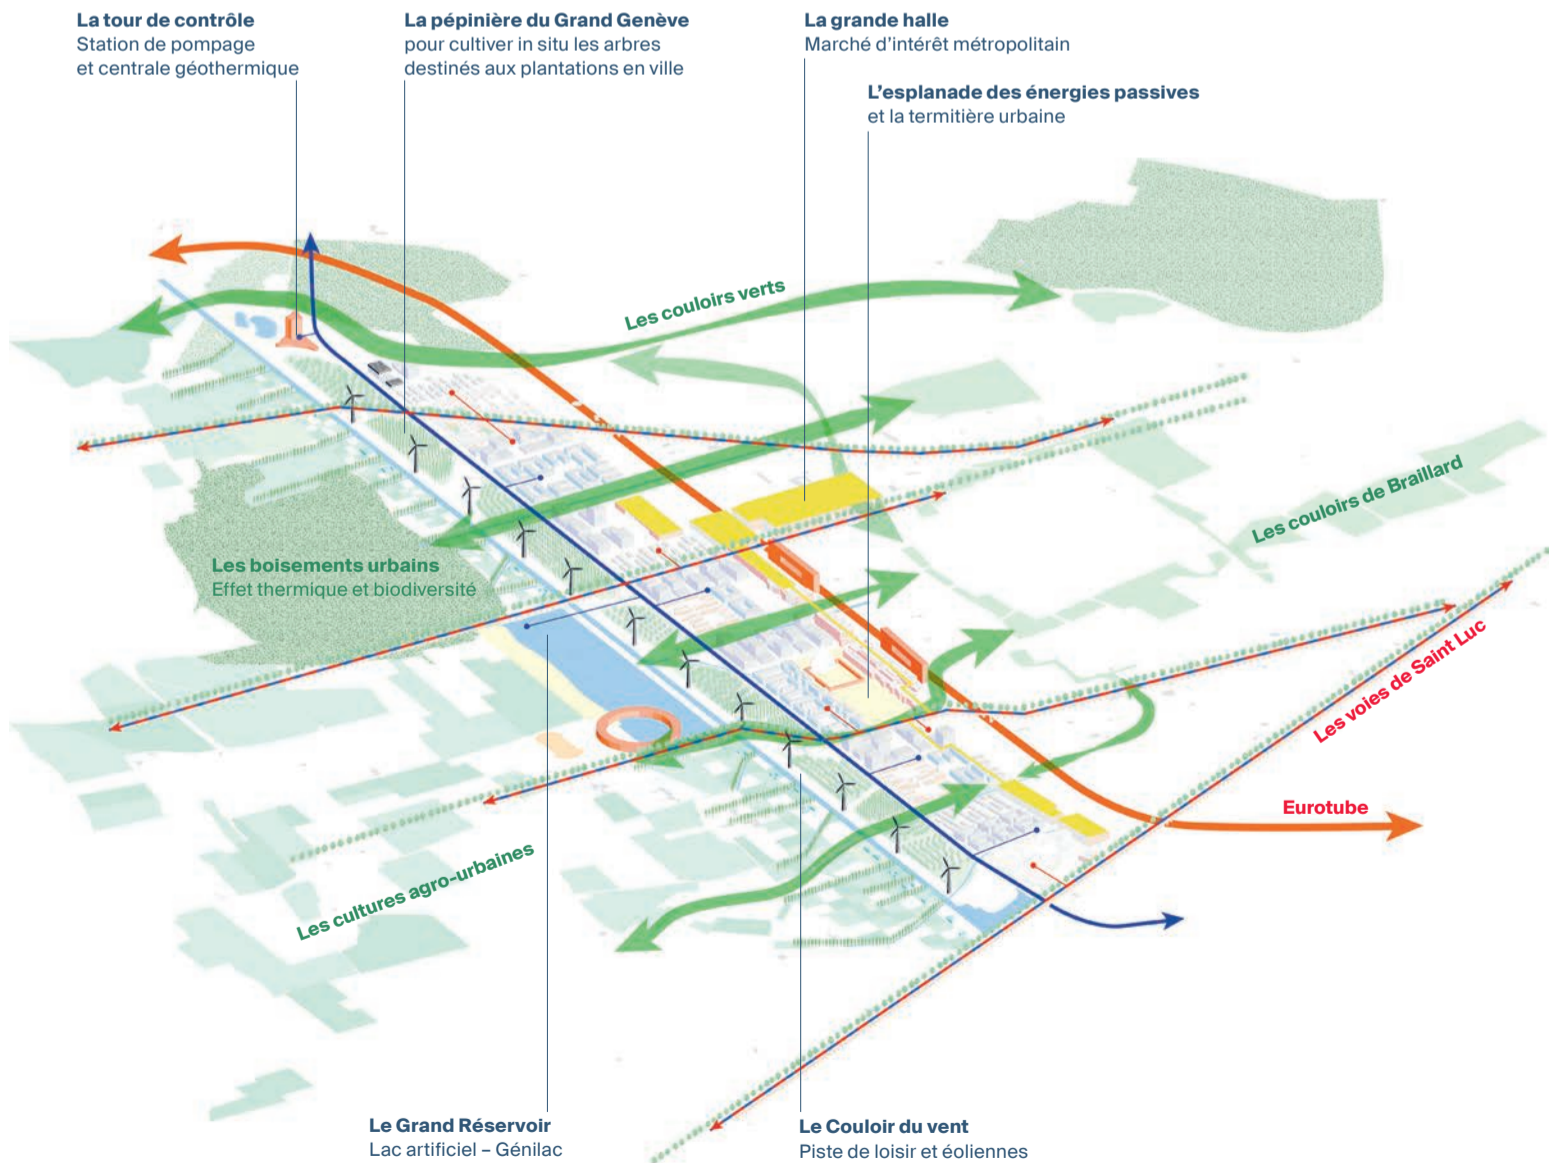 La tour de contrôle
Station de pompage
et centrale géothermique
La pépinière du Grand Genève
pour cultiver in situ les arbres
destinés aux plantations en ville
La grande halle
Marché d’intérêt métropolitain
L’esplanade des énergies passives
et la termitière urbaine
Les couloirs verts
Les couloirs de Braillard
Les boisements urbains
Effet thermique et biodiversité
Les voies de Saint Luc
Eurotube
Les cultures agro-urbaines
Le Grand Réservoir
Lac artificiel – Génilac
Le Couloir du vent
Piste de loisir et éoliennes